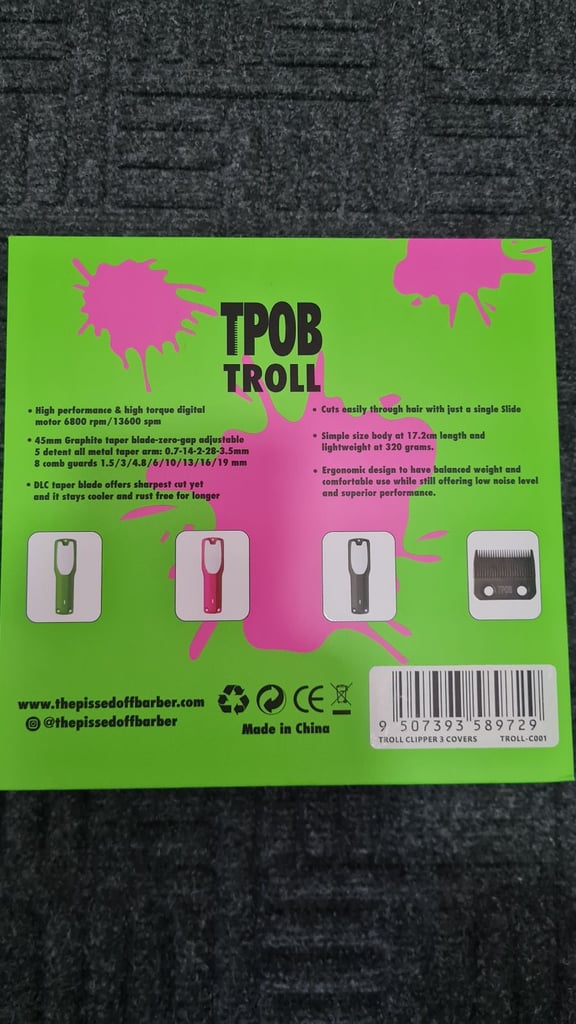 TPOB
TROLL
• High performance & high torque digital
motor 6800 rpm/13600 spm
• 45mm Graphite taper blade-zero-gap adjustable
5 detent all metal taper arm: 0.7-14-2-28-3.5mm
8 comb guards 1.5/3/4.8/6/10/13/16/19 mm
• DLC taper blade offers sharpest cut yet
and it stays cooler and rust free for longer
• Cuts easily through hair with just a single Slide
• Simple size body at 17.2cm length and
lightweight at 320 grams.
• Ergonomic design to have balanced weight and
comfortable use while still offering low noise level
and superior performance.
TPOB
www.thepissedoffbarber.com
@thepissedoffbarber
CE
Made in China
9 507393 589729
TROLL CLIPPER 3 COVERS TROLL-C001